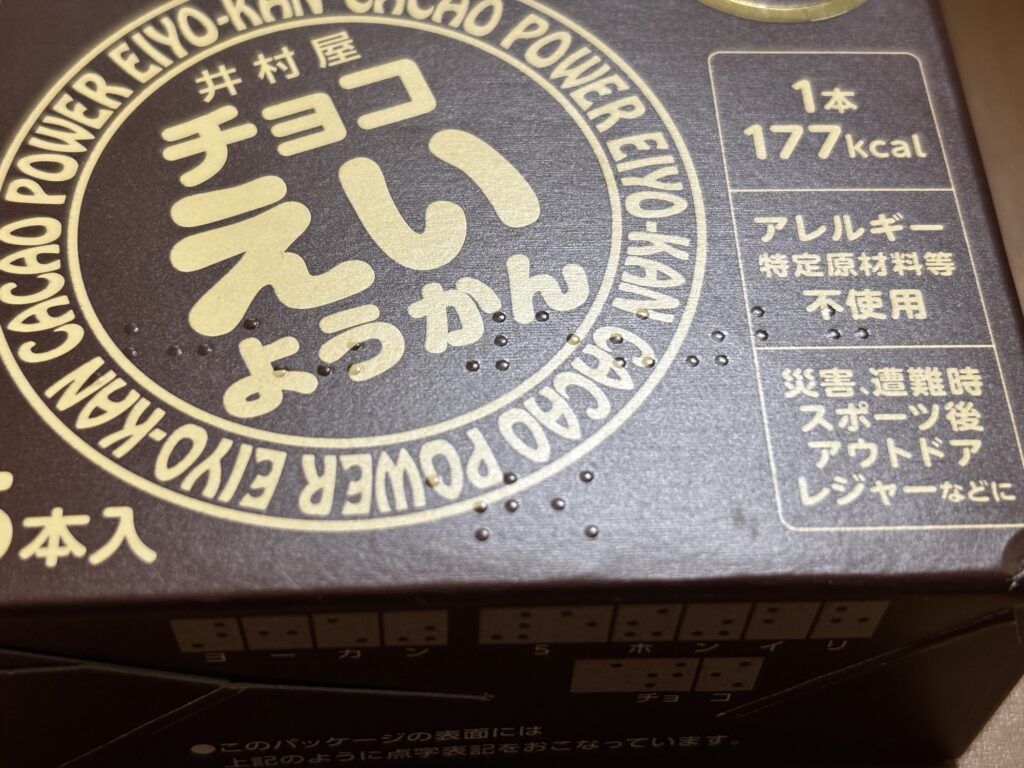 CACAO POWER EIYO-KAN CACAO POWER EIYO-KAN CACAO POWER EIYO-KAN
井村屋
チョコ
えい
ようかん
本入
1本
177kcal
アレルギー
特定原材料等
不使用
災害、遭難時
スポーツ後
アウトドア
レジャーなどに
ヨーカン 5ホンイリ
チョコ
●このパッケージの表面には
上記のように点字表記をおこなっています。